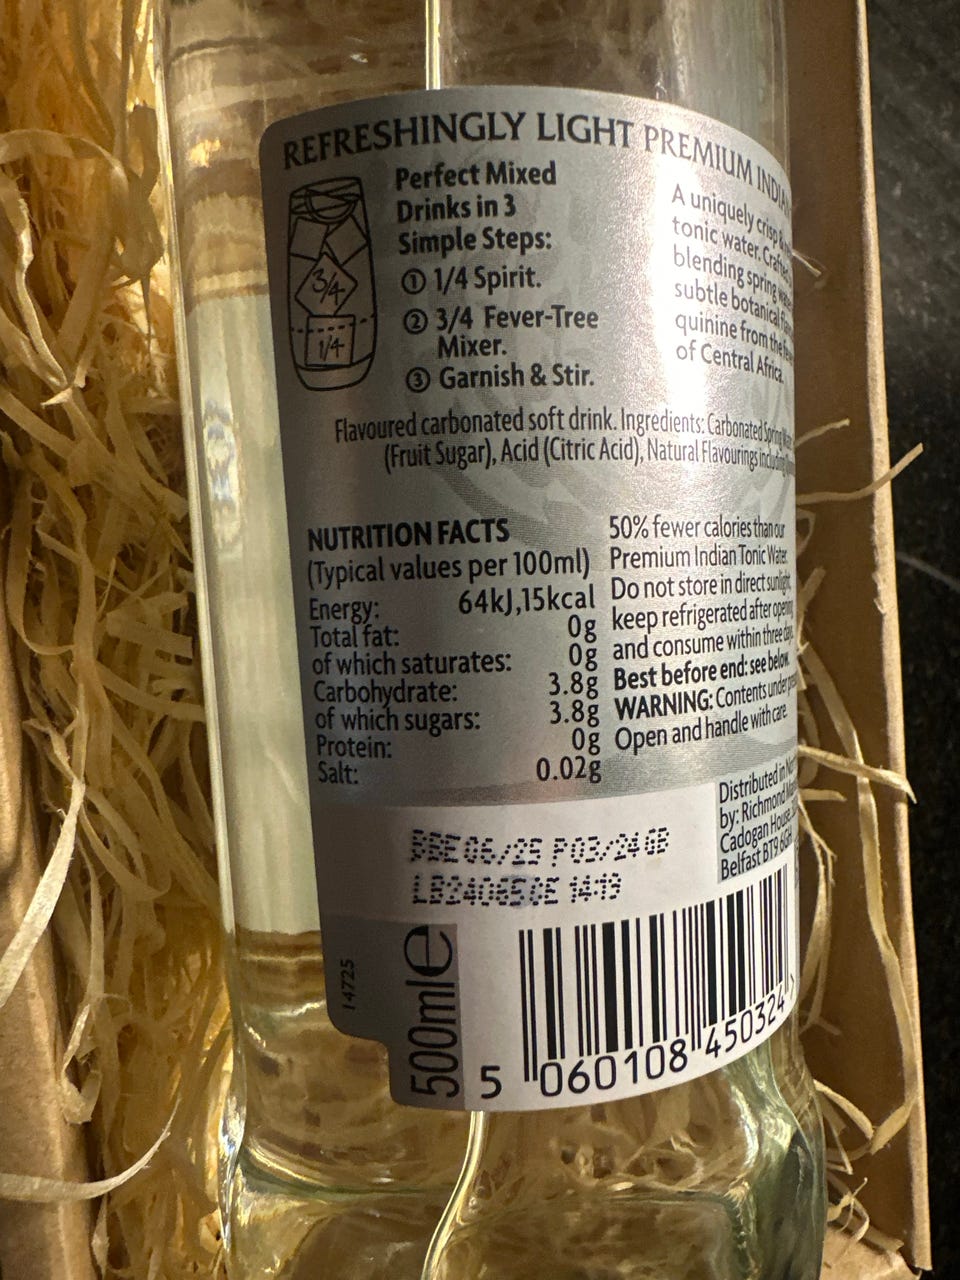 REFRESHINGLY LIGHT PREMIUM INDIAN
Perfect Mixed
Drinks in 3
Simple Steps:
① 1/4 Spirit.
② 3/4 Fever-Tree
Mixer.
③ Garnish & Stir.
3/4
1/4
A uniquely crisp &
tonic water. Crafted
blending spring water
subtle botanical
quinine from the
of Central Africa.
Flavoured carbonated soft drink. Ingredients: Carbonated Spring
(Fruit Sugar), Acid (Citric Acid), Natural Flavourings including
NUTRITION FACTS
(Typical values per 100ml)
Energy: 64kJ,15kcal
Total fat: 0g
of which saturates: 0g
Carbohydrate: 3.8g
of which sugars: 3.8g
Protein: 0g
Salt: 0.02g
50% fewer calories than our
Premium Indian Tonic Water.
Do not store in direct sunlight,
keep refrigerated after opening
and consume within three days.
Best before end: see below.
WARNING: Contents under
Open and handle with care.
Distributed in
by: Richmond
Cadogan House,
Belfast BT9 6GH
BBE06/25 P03/24GB
14:19
14725
500ml e
5 060108 450324 >